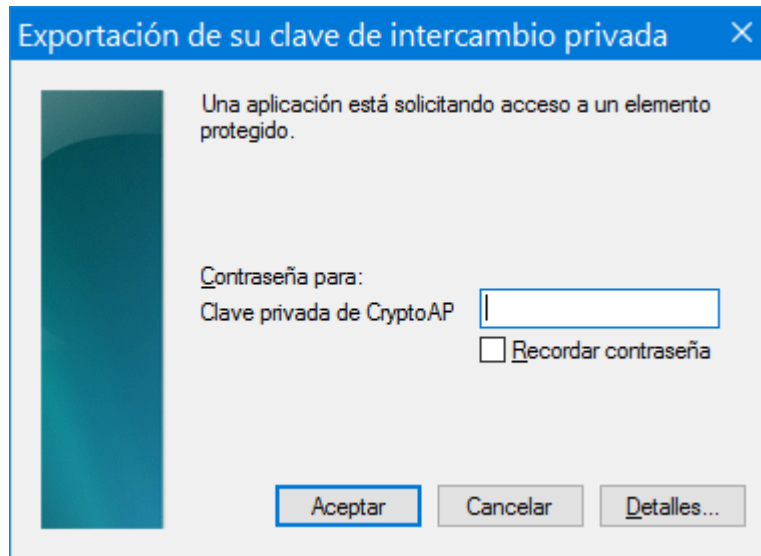 Exportación de su clave de intercambio privada
Una aplicación está solicitando acceso a un elemento
protegido.
Contraseña para:
Clave privada de CryptoAP
Recordar contraseña
Aceptar
Cancelar
Detalles...